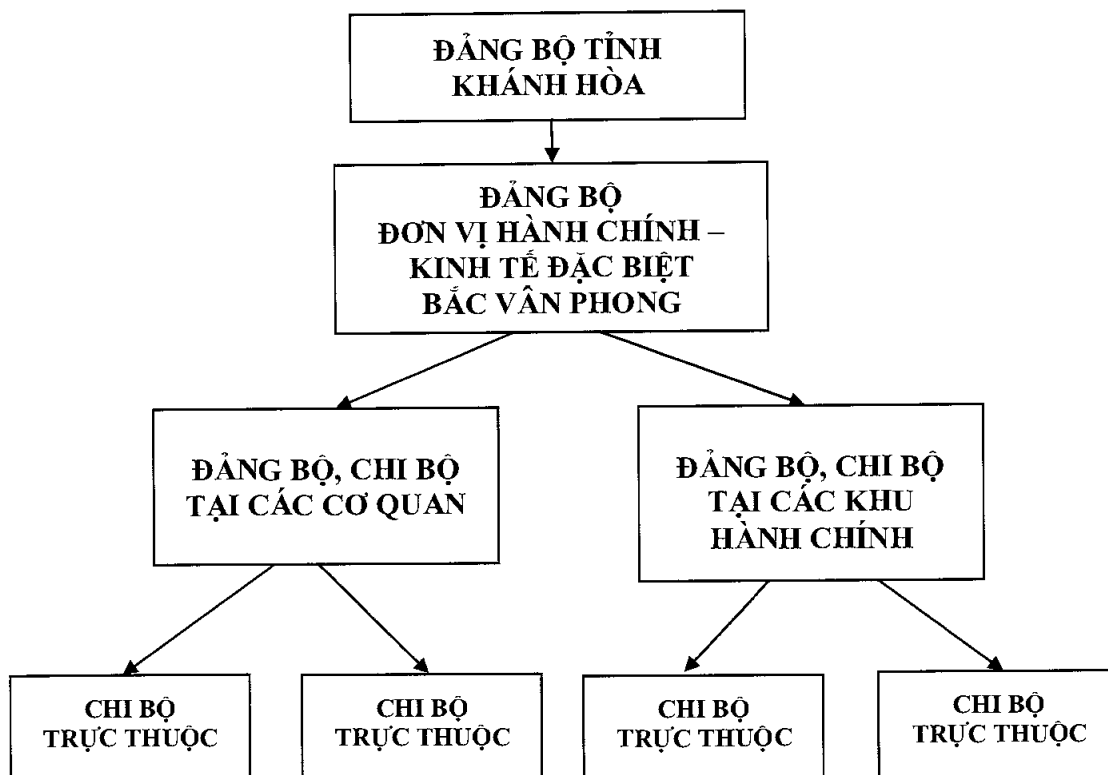 ĐẢNG BỘ TỈNH
KHÁNH HÒA
ĐẢNG BỘ
ĐƠN VỊ HÀNH CHÍNH –
KINH TẾ ĐẶC BIỆT
BẮC VÂN PHONG
ĐẢNG BỘ, CHI BỘ
TẠI CÁC CƠ QUAN
ĐẢNG BỘ, CHI BỘ
TẠI CÁC KHU
HÀNH CHÍNH
CHI BỘ
TRỰC THUỘC
CHI BỘ
TRỰC THUỘC
CHI BỘ
TRỰC THUỘC
CHI BỘ
TRỰC THUỘC